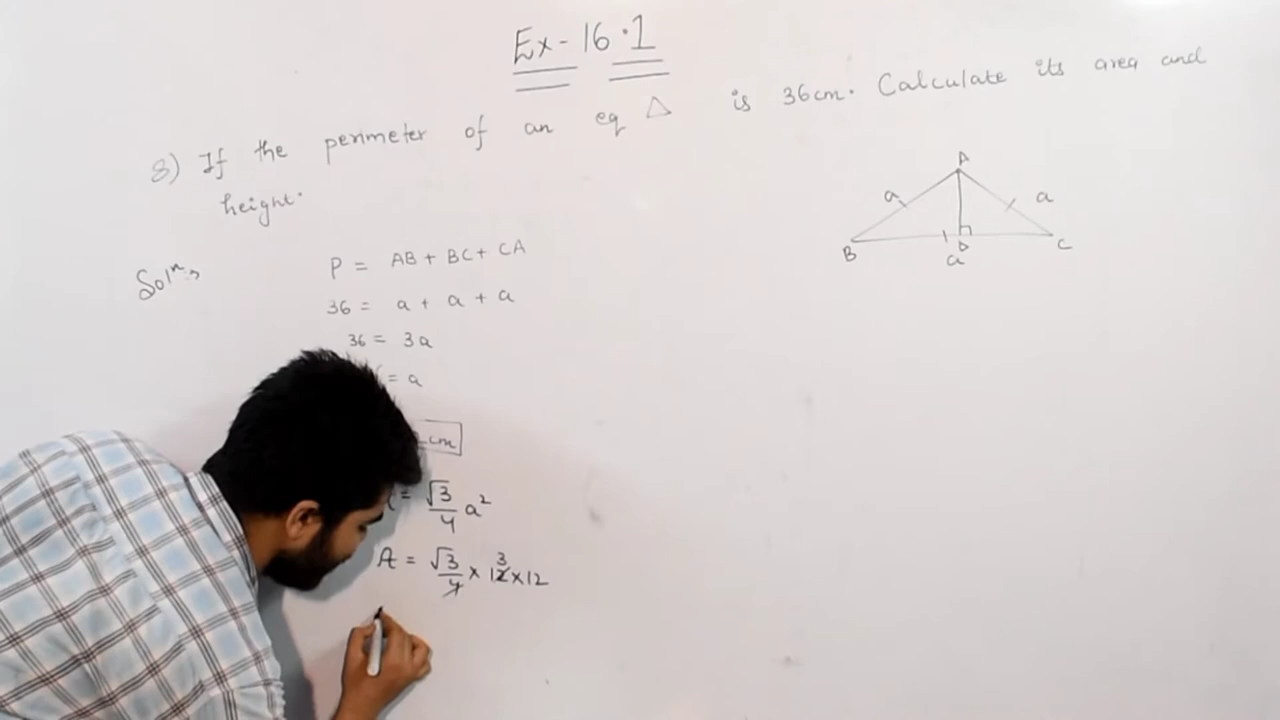 Ex-16.1
8) If the perimeter of an eq △ is 36cm. Calculate its area and
height.
Solⁿ:
P = AB + BC + CA
36 = a + a + a
36 = 3a
= a
cm
= √3/4 a²
A = √3/4 × 12 × 12
3
A
a
a
B
D
C
a